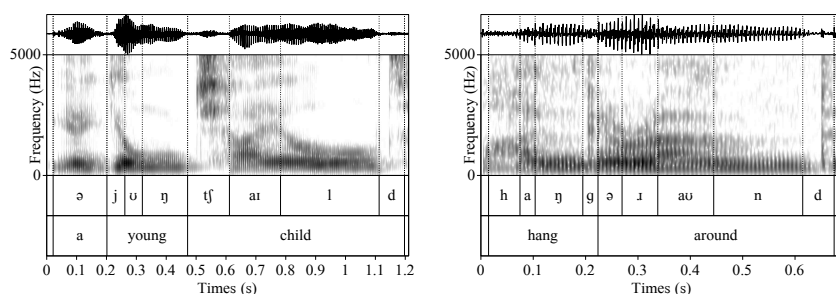 5000
Frequency (Hz)
0
ə j ʊ ŋ tʃ aɪ l d
a young child
0 0.1 0.2 0.3 0.4 0.5 0.6 0.7 0.8 0.9 1 1.1 1.2
Times (s)
5000
Frequency (Hz)
0
h a ŋ ɡ ə ɹ aʊ n d
hang around
0 0.1 0.2 0.3 0.4 0.5 0.6
Times (s)